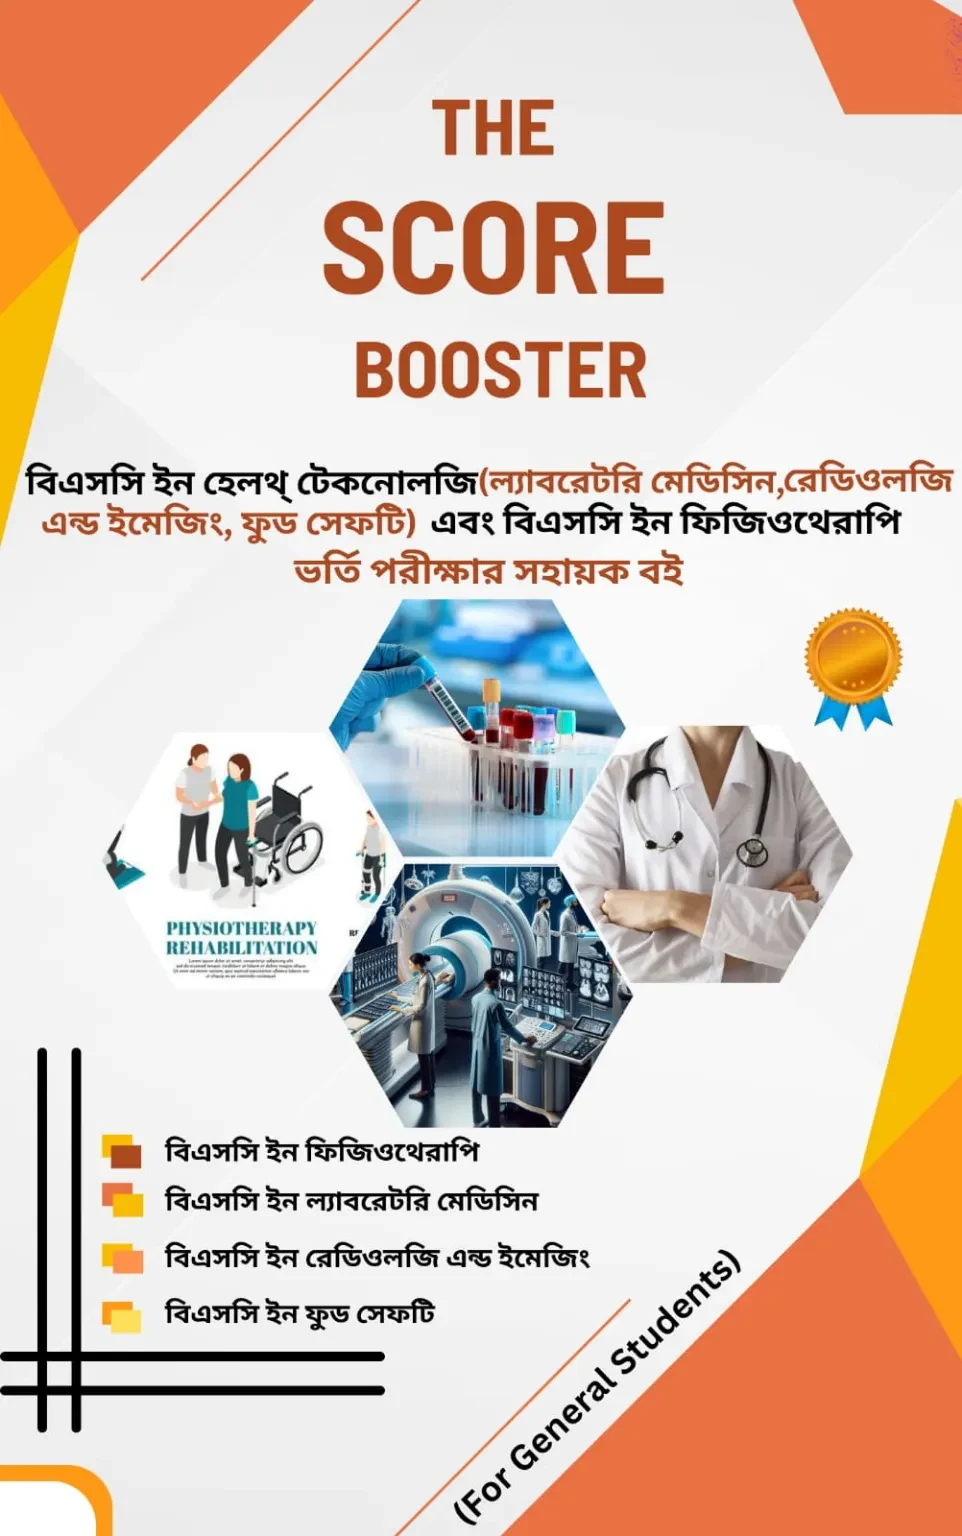 THE
SCORE
BOOSTER
বিএসসি ইন হেলথ্ টেকনোলজি(ল্যাবরেটরি মেডিসিন,রেডিওলজি
এন্ড ইমেজিং, ফুড সেফটি) এবং বিএসসি ইন ফিজিওথেরাপি
ভর্তি পরীক্ষার সহায়ক বই
PHYSIOTHERAPY
REHABILITATION
বিএসসি ইন ফিজিওথেরাপি
বিএসসি ইন ল্যাবরেটরি মেডিসিন
বিএসসি ইন রেডিওলজি এন্ড ইমেজিং
বিএসসি ইন ফুড সেফটি
(For General Students)